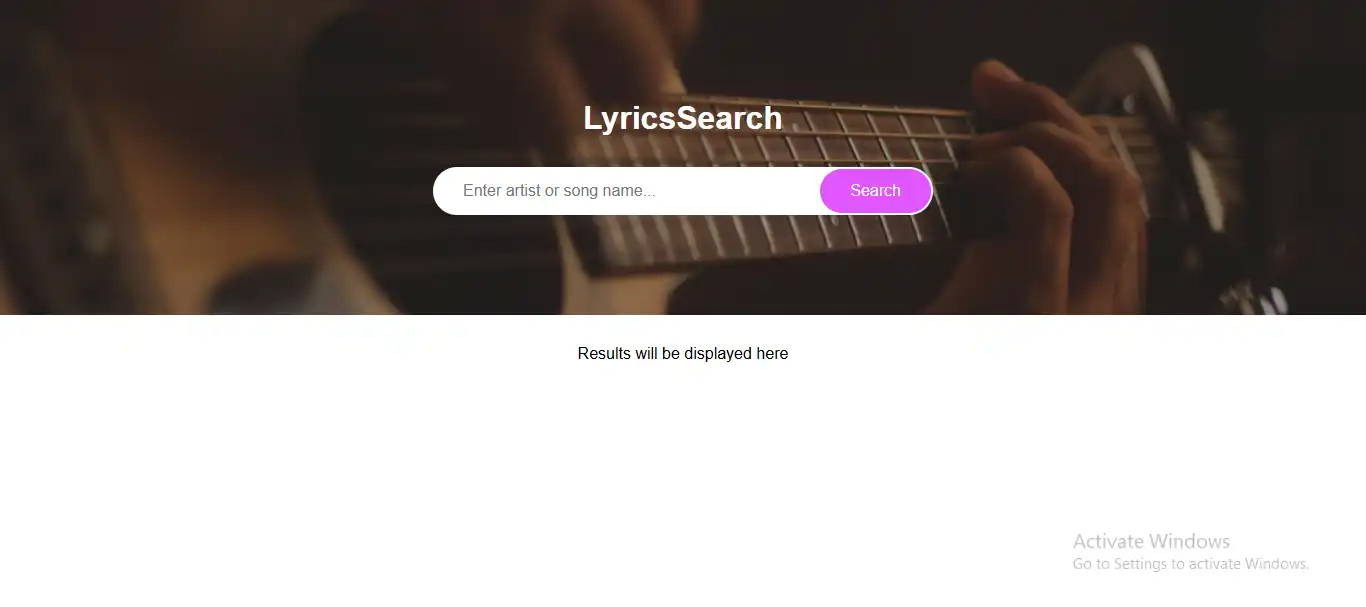 LyricsSearch
Enter artist or song name... Search
Results will be displayed here
Activate Windows
Go to Settings to activate Windows.